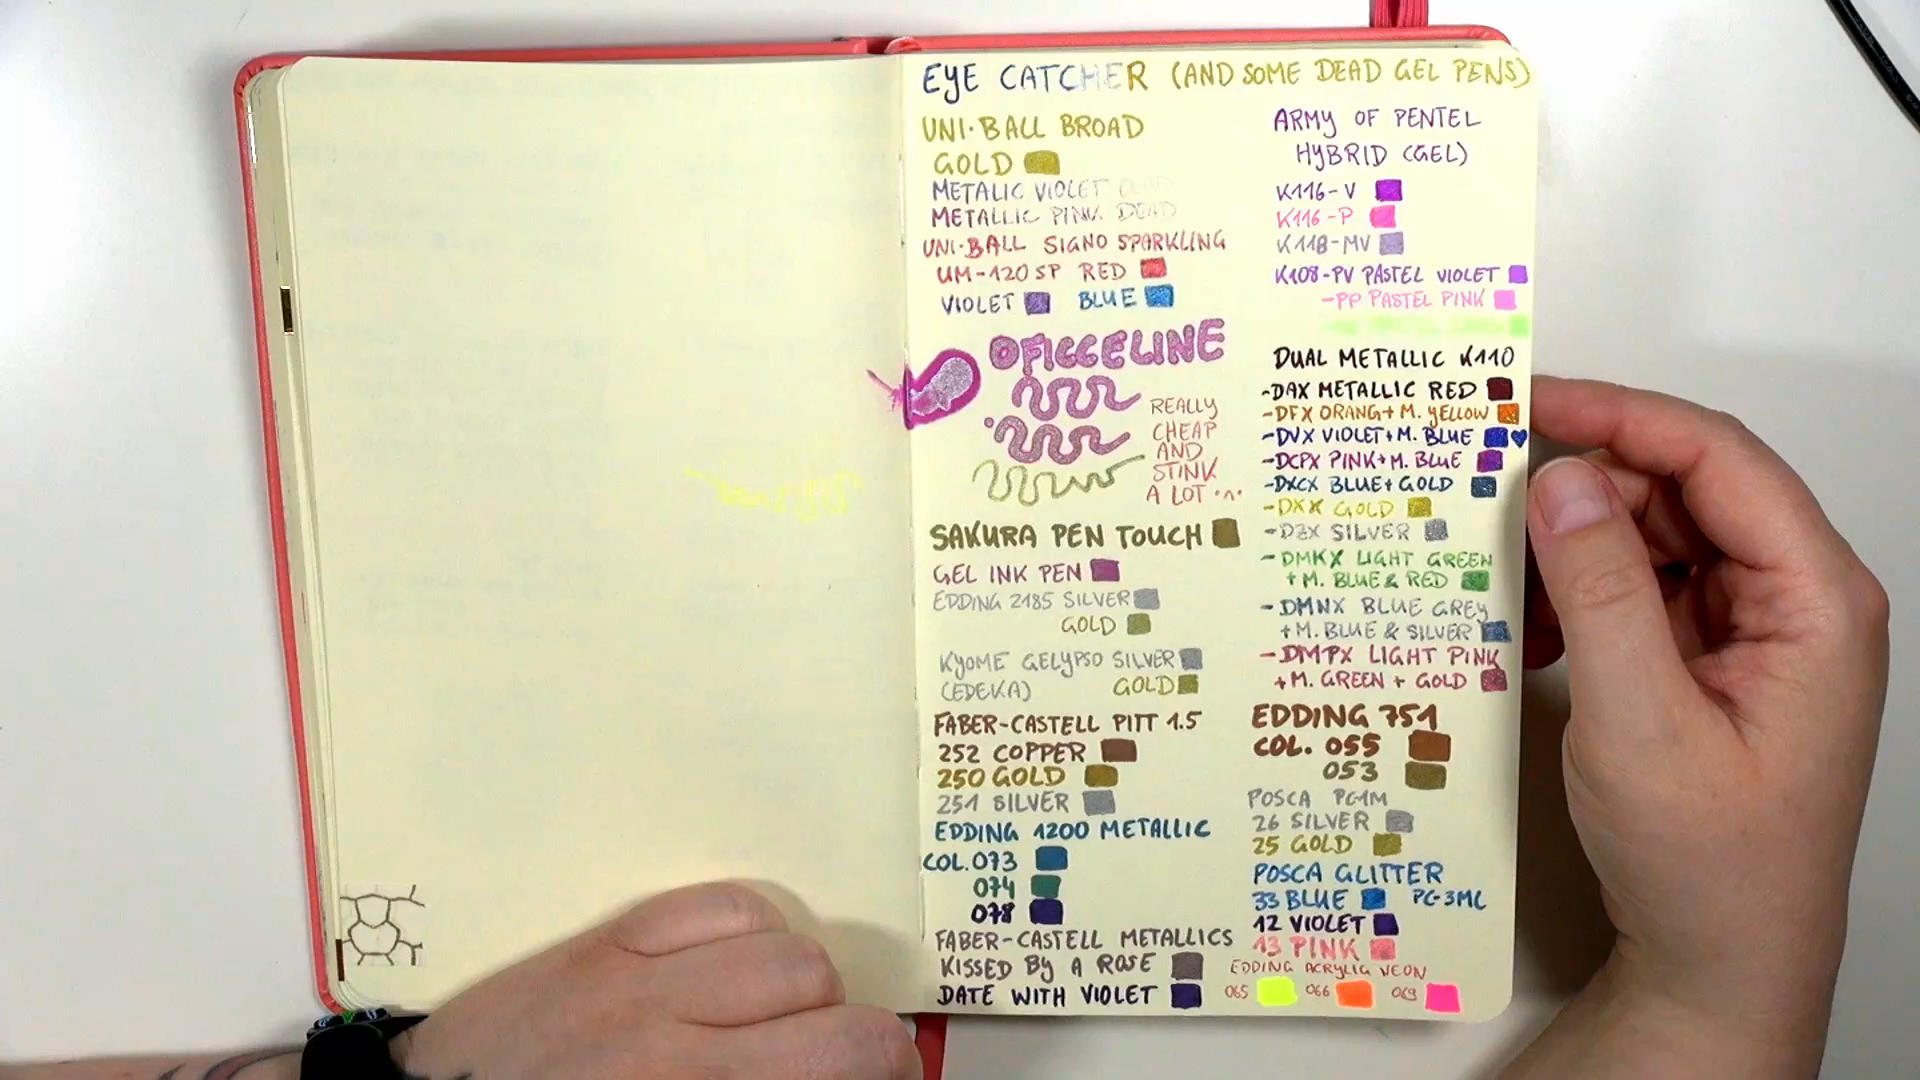 EYE CATCHER (AND SOME DEAD GEL PENS)
UNI·BALL BROAD
GOLD
METALIC VIOLET DEAD
METALLIC PINK DEAD
UNI·BALL SIGNO SPARKLING
UM-120SP RED
VIOLET BLUE
OFICCELINE
REALLY
CHEAP
AND
STINK
A LOT
SAKURA PEN TOUCH
GEL INK PEN
EDDING 2185 SILVER
GOLD
KYOME GELYPSO SILVER
(EDEKA) GOLD
FABER-CASTELL PITT 1.5
252 COPPER
250 GOLD
251 SILVER
EDDING 1200 METALLIC
COL. 073
074
078
FABER-CASTELL METALLICS
KISSED BY A ROSE
DATE WITH VIOLET
ARMY OF PENTEL
HYBRID (GEL)
K116-V
K116-P
K118-MV
K108-PV PASTEL VIOLET
-PP PASTEL PINK
DUAL METALLIC K110
-DAX METALLIC RED
-DFX ORANG+ M. YELLOW
-DVX VIOLET+M. BLUE
-DCPX PINK+M. BLUE
-DXCX BLUE+ GOLD
-DXX GOLD
-DZX SILVER
-DMKX LIGHT GREEN
+ M. BLUE & RED
-DMNX BLUE GREY
+M. BLUE & SILVER
-DMPX LIGHT PINK
+M. GREEN + GOLD
EDDING 751
COL. 055
053
POSCA PC-1M
26 SILVER
25 GOLD
POSCA GLITTER
33 BLUE PC-3ML
12 VIOLET
13 PINK
EDDING ACRYLIC NEON
065 066 069